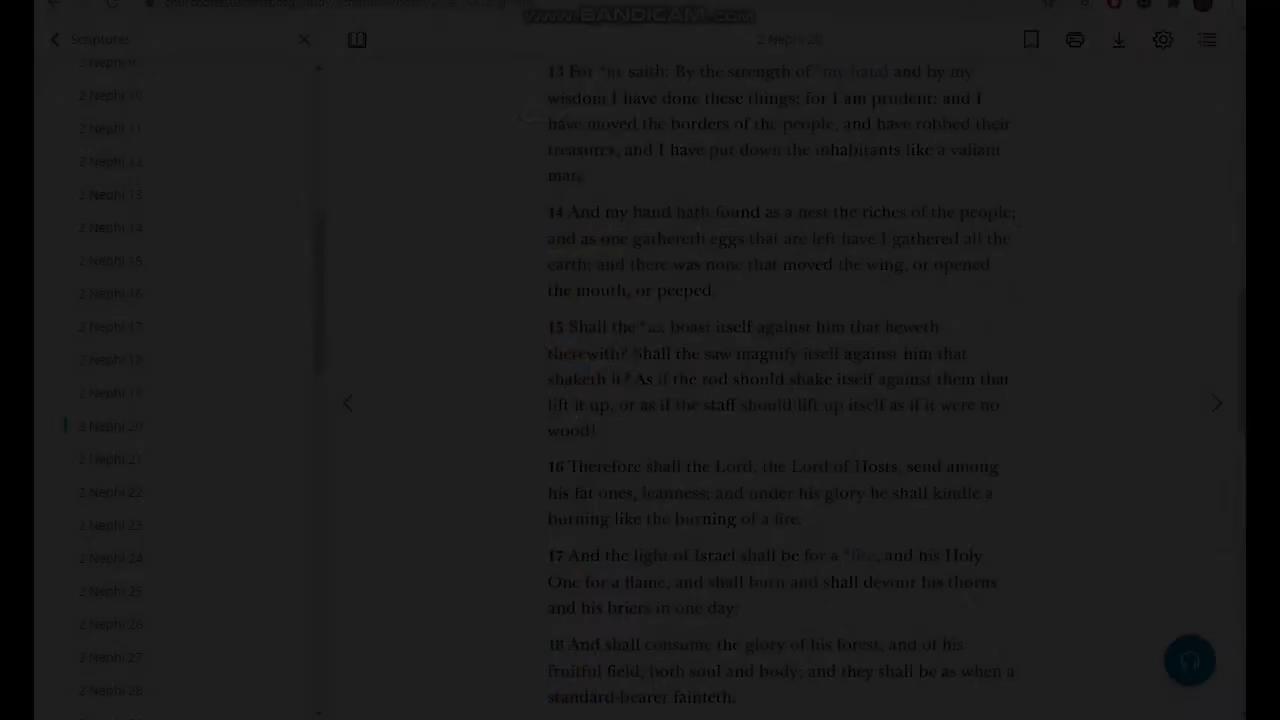 www.BANDICAM.com
Scriptures
2 Nephi 20
2 Nephi 9
2 Nephi 10
2 Nephi 11
2 Nephi 12
2 Nephi 13
2 Nephi 14
2 Nephi 15
2 Nephi 16
2 Nephi 17
2 Nephi 18
2 Nephi 19
2 Nephi 20
2 Nephi 21
2 Nephi 22
2 Nephi 23
2 Nephi 24
2 Nephi 25
2 Nephi 26
2 Nephi 27
2 Nephi 28
13 For he saith: By the strength of my hand and by my
wisdom I have done these things; for I am prudent; and I
have moved the borders of the people, and have robbed their
treasures, and I have put down the inhabitants like a valiant
man;
14 And my hand hath found as a nest the riches of the people;
and as one gathereth eggs that are left have I gathered all the
earth; and there was none that moved the wing, or opened
the mouth, or peeped.
15 Shall the ax boast itself against him that heweth
therewith? Shall the saw magnify itself against him that
shaketh it? As if the rod should shake itself against them that
lift it up, or as if the staff should lift up itself as if it were no
wood!
16 Therefore shall the Lord, the Lord of Hosts, send among
his fat ones, leanness; and under his glory he shall kindle a
burning like the burning of a fire.
17 And the light of Israel shall be for a fire, and his Holy
One for a flame, and shall burn and shall devour his thorns
and his briers in one day;
18 And shall consume the glory of his forest, and of his
fruitful field, both soul and body; and they shall be as when a
standard-bearer fainteth.